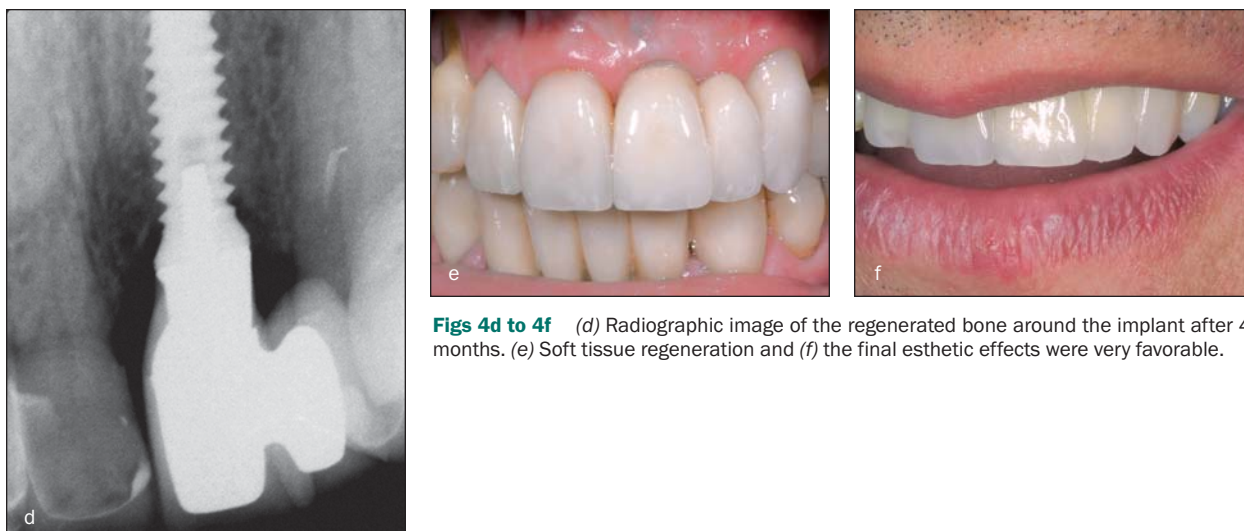 d
e
f
Figs 4d to 4f (d) Radiographic image of the regenerated bone around the implant after 4
months. (e) Soft tissue regeneration and (f) the final esthetic effects were very favorable.